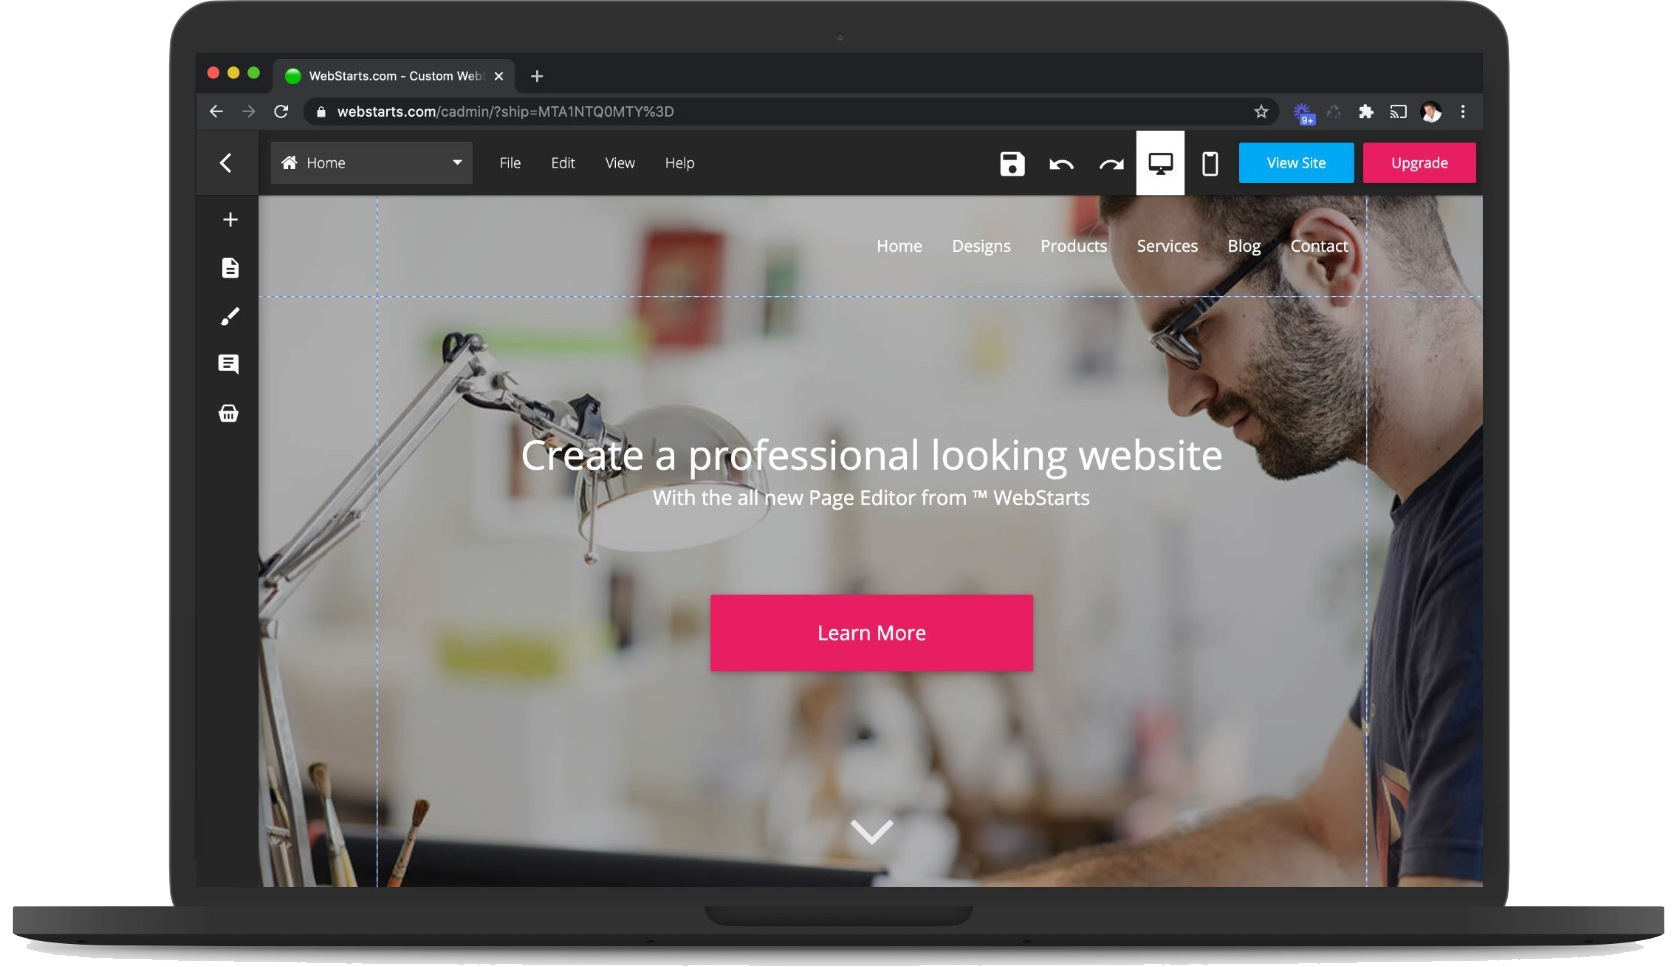 WebStarts.com - Custom Web
webstarts.com/cadmin/?ship=MTA1NTQ0MTY%3D
9+
Home File Edit View Help View Site Upgrade
Home Designs Products Services Blog Contact
Create a professional looking website
With the all new Page Editor from ™ WebStarts
Learn More